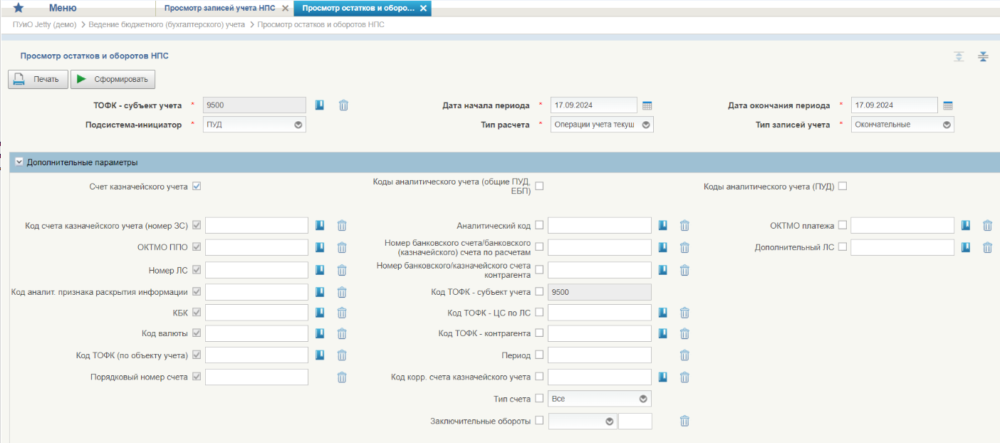 Меню
Просмотр записей учета НПС
Просмотр остатков и оборо...
ПУиО Jetty (демо) > Ведение бюджетного (бухгалтерского) учета > Просмотр остатков и оборотов НПС
Просмотр остатков и оборотов НПС
Печать
Сформировать
ТОФК - субъект учета * 9500
Дата начала периода * 17.09.2024
Дата окончания периода * 17.09.2024
Подсистема-инициатор * ПУД
Тип расчета * Операции учета текущ
Тип записей учета * Окончательные
Дополнительные параметры
Счет казначейского учета
Коды аналитического учета (общие ПУД,
ЕБП)
Коды аналитического учета (ПУД)
Код счета казначейского учета (номер ЗС)
Аналитический код
ОКТМО платежа
ОКТМО ППО
Номер банковского счета/банковского
(казначейского) счета по расчетам
Дополнительный ЛС
Номер ЛС
Номер банковского/казначейского счета
контрагента
Код аналит. признака раскрытия информации
Код ТОФК - субъект учета 9500
КБК
Код ТОФК - ЦС по ЛС
Код валюты
Код ТОФК - контрагента
Код ТОФК (по объекту учета)
Период
Порядковый номер счета
Код корр. счета казначейского учета
Тип счета Все
Заключительные обороты